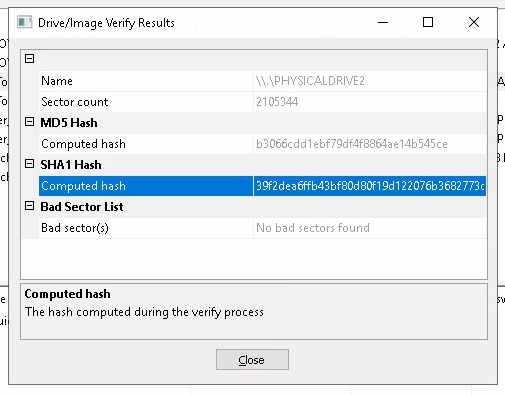 Drive/Image Verify Results
Name \\.\PHYSICALDRIVE2
Sector count 2105344
MD5 Hash
Computed hash b3066cdd1ebf79df4f8864ae14b545ce
SHA1 Hash
Computed hash 39f2dea6ffb43bf80d80f19d122076b3682773c
Bad Sector List
Bad sector(s) No bad sectors found
Computed hash
The hash computed during the verify process
Close